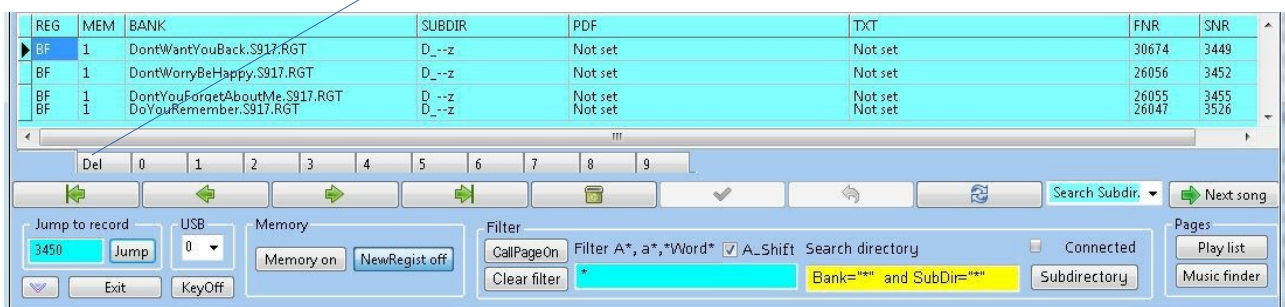 REG MEM BANK SUBDIR PDF TXT FNR SNR
BF 1 DontWantYouBack.S917.RGT D_--z Not set Not set 30674 3449
BF 1 DontWorryBeHappy.S917.RGT D_--z Not set Not set 26056 3452
BF 1 DontYouForgetAboutMe.S917.RGT D_--z Not set Not set 26055 3455
BF 1 DoYouRemember.S917.RGT D_--z Not set Not set 26047 3526
Del 0 1 2 3 4 5 6 7 8 9
Search Subdir. Next song
Jump to record USB Memory Filter Pages
3450 Jump 0 Memory on NewRegist off CallPageOn Filter A*, a*,*Word* A_Shift Search directory Connected Play list
Exit KeyOff Clear filter * Bank="*" and SubDir="*" Subdirectory Music finder